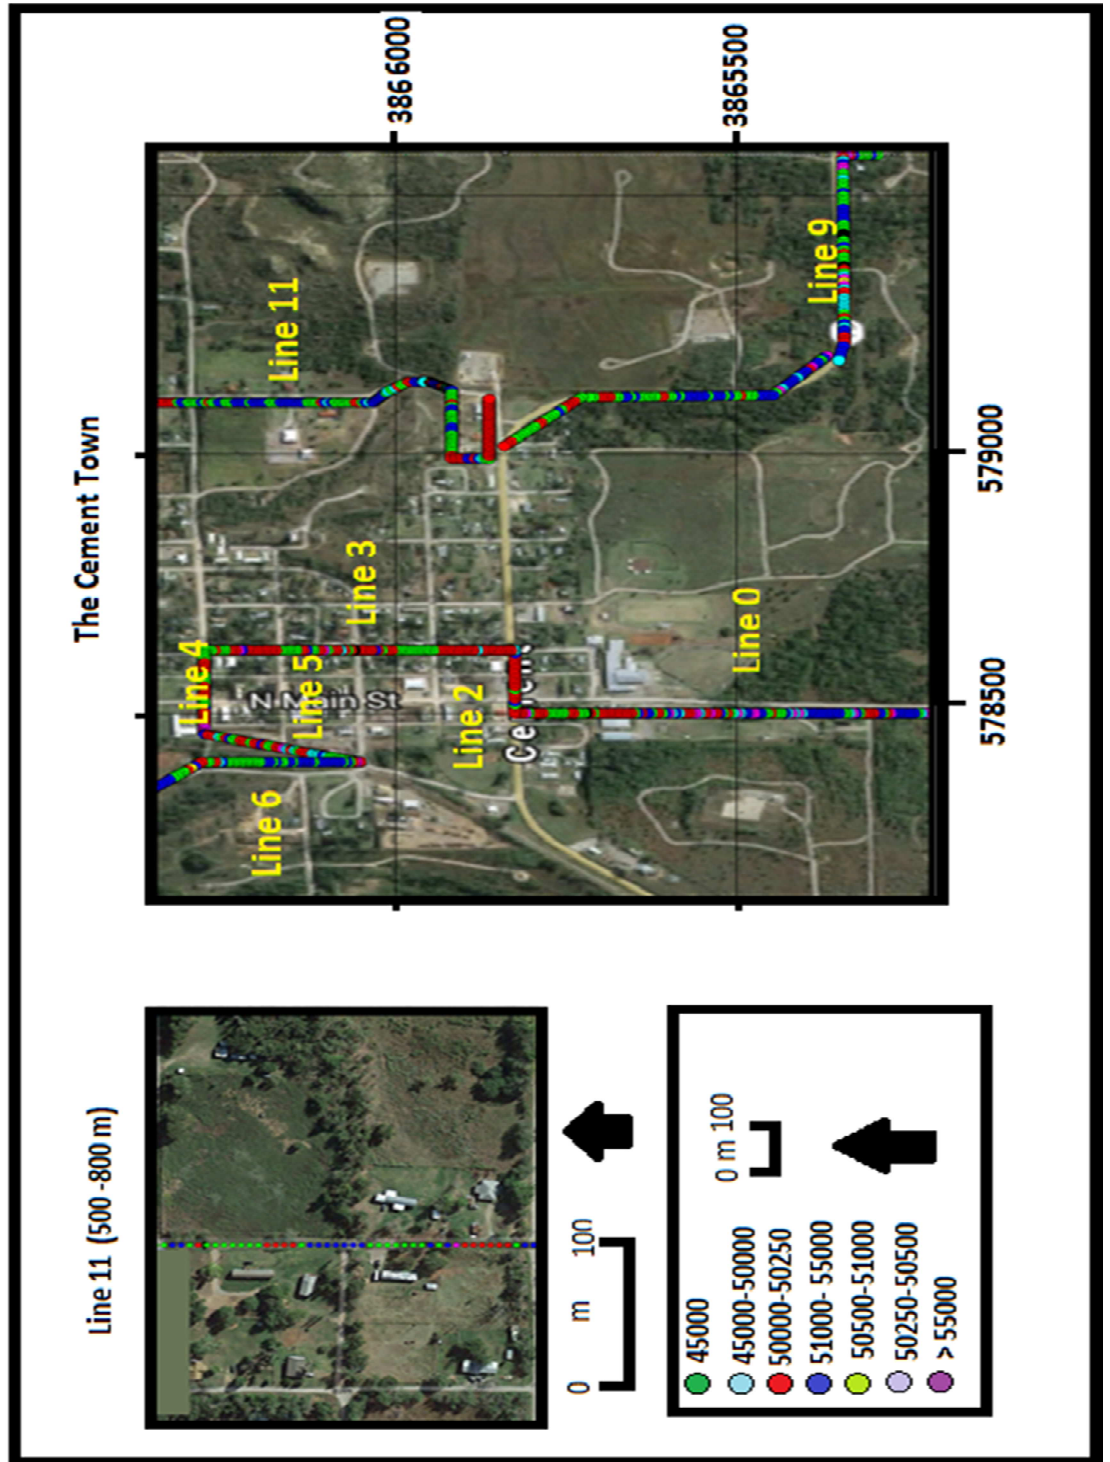 The Cement Town
3866000
3865500
579000
578500
Line 11
Line 9
Line 3
Line 0
Line 4
Line 5
N Main St
Line 2
Line 6
Line 11 (500 -800 m)
0 m 100
0 m 100
45000
45000-50000
50000-50250
51000- 55000
50500-51000
50250-50500
> 55000